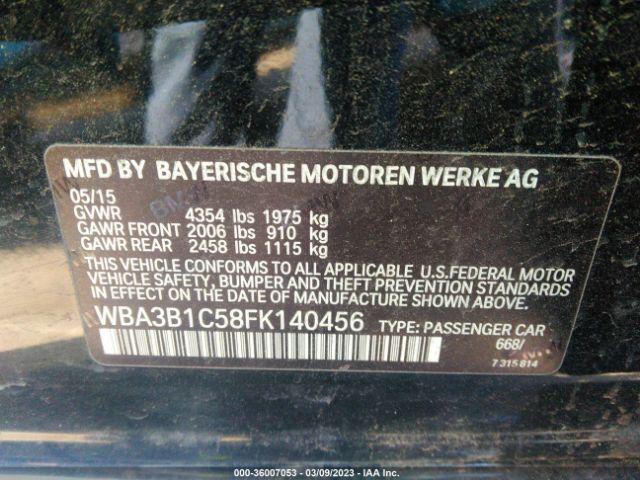 MFD BY BAYERISCHE MOTOREN WERKE AG
05/15
GVWR 4354 lbs 1975 kg
GAWR FRONT 2006 lbs 910 kg
GAWR REAR 2458 lbs 1115 kg
THIS VEHICLE CONFORMS TO ALL APPLICABLE U.S.FEDERAL MOTOR
VEHICLE SAFETY, BUMPER AND THEFT PREVENTION STANDARDS
IN EFFECT ON THE DATE OF MANUFACTURE SHOWN ABOVE.
WBA3B1C58FK140456 TYPE: PASSENGER CAR
668/
7 315 814
000-36007053 - 03/09/2023 - IAA Inc.